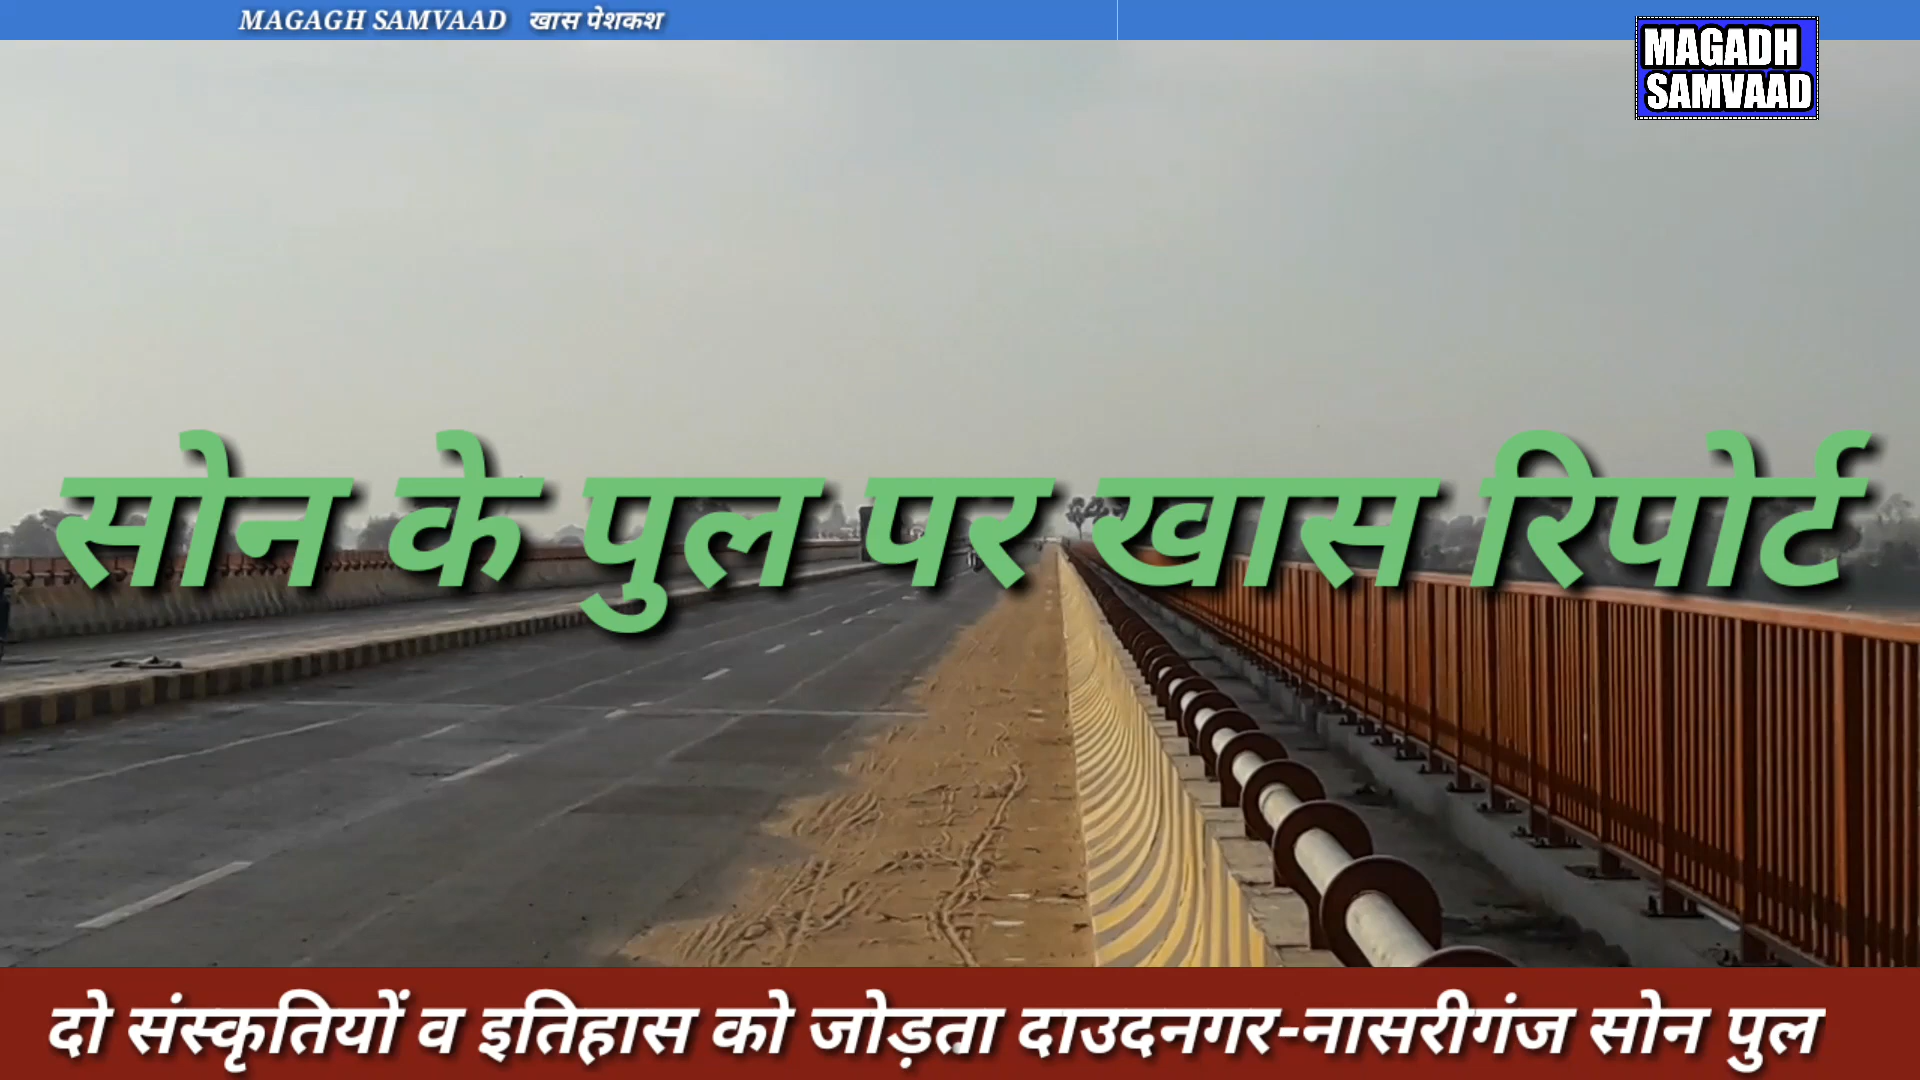 MAGAGH SAMVAAD खास पेशकश
MAGADH
SAMVAAD
सोन के पुल पर खास रिपोर्ट
दो संस्कृतियों व इतिहास को जोड़ता दाउदनगर-नासरीगंज सोन पुल